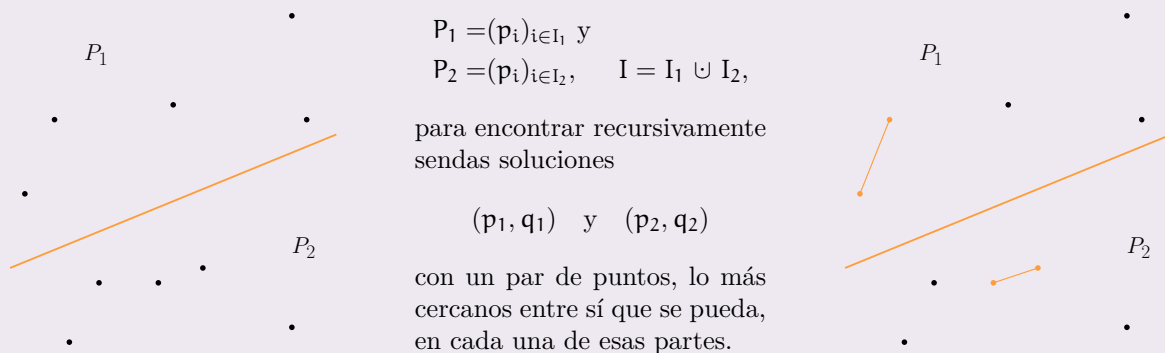 P₁
P₂
P₁ =(pᵢ)ᵢ∈I₁ y
P₂ =(pᵢ)ᵢ∈I₂,   I = I₁ ⊍ I₂,
para encontrar recursivamente
sendas soluciones
(p₁, q₁) y (p₂, q₂)
con un par de puntos, lo más
cercanos entre sí que se pueda,
en cada una de esas partes.
P₁
P₂